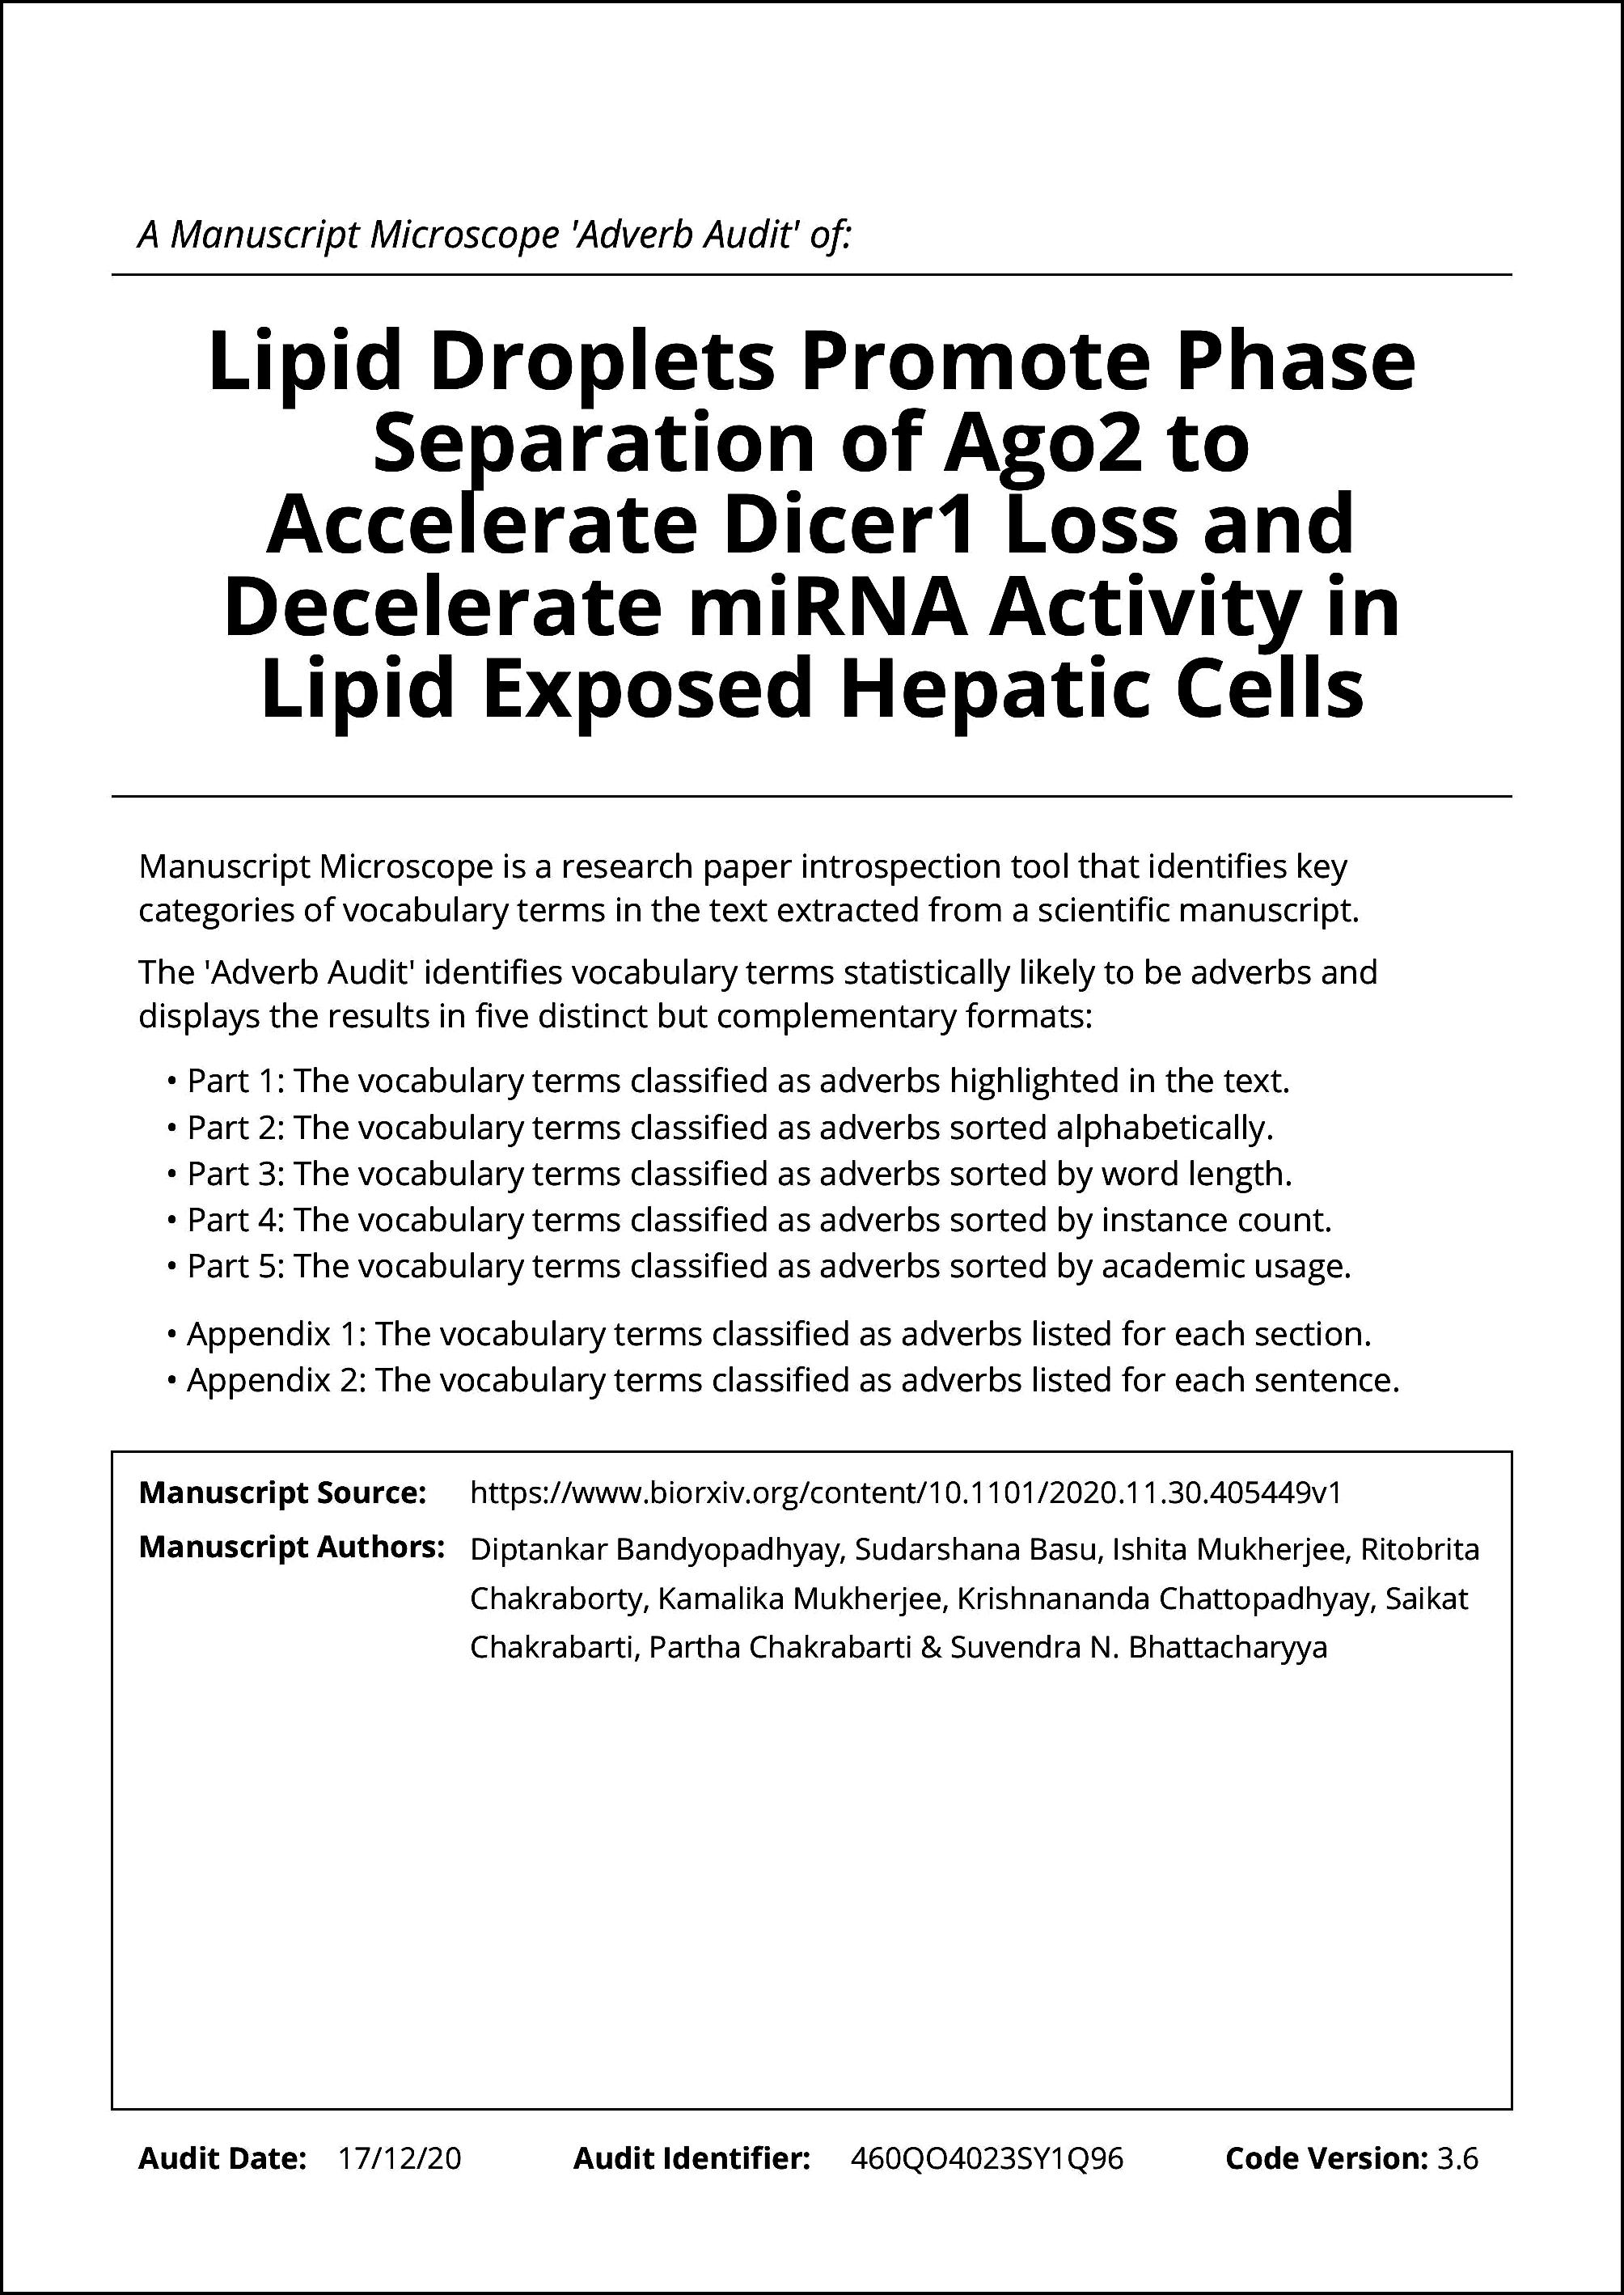 A Manuscript Microscope 'Adverb Audit' of:
Lipid Droplets Promote Phase
Separation of Ago2 to
Accelerate Dicer1 Loss and
Decelerate miRNA Activity in
Lipid Exposed Hepatic Cells
Manuscript Microscope is a research paper introspection tool that identifies key
categories of vocabulary terms in the text extracted from a scientific manuscript.
The 'Adverb Audit' identifies vocabulary terms statistically likely to be adverbs and
displays the results in five distinct but complementary formats:
• Part 1: The vocabulary terms classified as adverbs highlighted in the text.
• Part 2: The vocabulary terms classified as adverbs sorted alphabetically.
• Part 3: The vocabulary terms classified as adverbs sorted by word length.
• Part 4: The vocabulary terms classified as adverbs sorted by instance count.
• Part 5: The vocabulary terms classified as adverbs sorted by academic usage.
• Appendix 1: The vocabulary terms classified as adverbs listed for each section.
• Appendix 2: The vocabulary terms classified as adverbs listed for each sentence.
Manuscript Source: https://www.biorxiv.org/content/10.1101/2020.11.30.405449v1
Manuscript Authors: Diptankar Bandyopadhyay, Sudarshana Basu, Ishita Mukherjee, Ritobrita
Chakraborty, Kamalika Mukherjee, Krishnananda Chattopadhyay, Saikat
Chakrabarti, Partha Chakrabarti & Suvendra N. Bhattacharyya
Audit Date: 17/12/20 Audit Identifier: 460QO4023SY1Q96 Code Version: 3.6